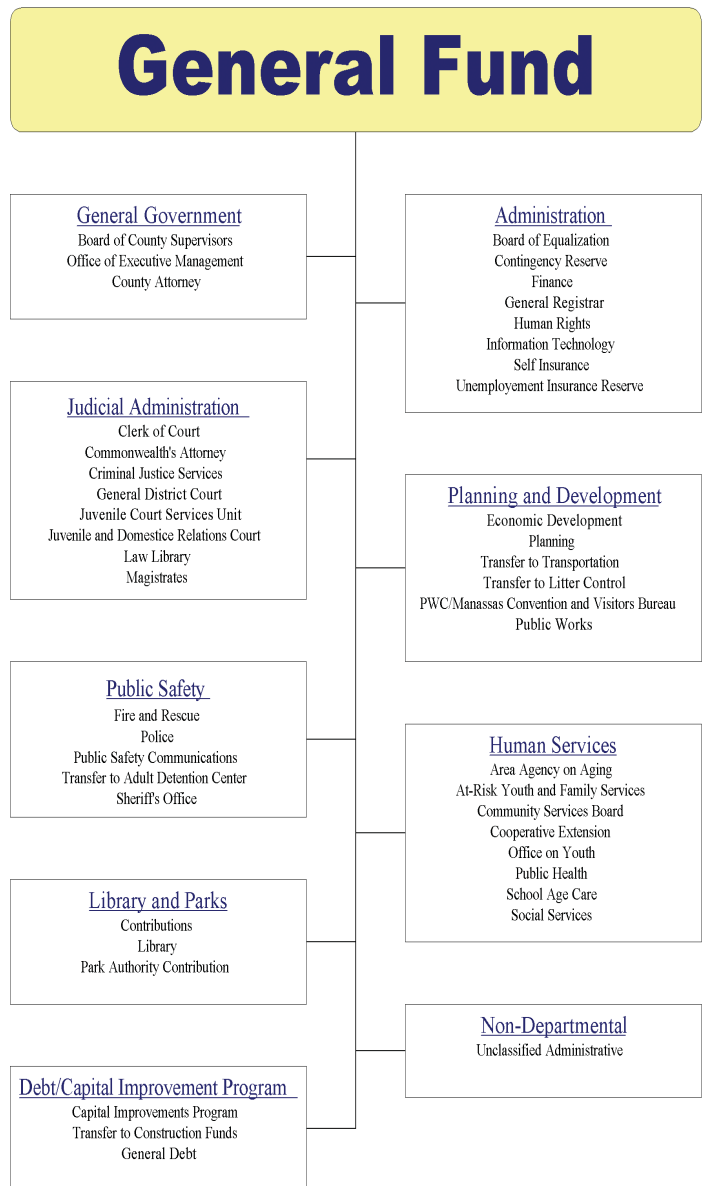 General Fund
General Government
Board of County Supervisors
Office of Executive Management
County Attorney
Administration
Board of Equalization
Contingency Reserve
Finance
General Registrar
Human Rights
Information Technology
Self Insurance
Unemployement Insurance Reserve
Judicial Administration
Clerk of Court
Commonwealth's Attorney
Criminal Justice Services
General District Court
Juvenile Court Services Unit
Juvenile and Domestice Relations Court
Law Library
Magistrates
Planning and Development
Economic Development
Planning
Transfer to Transportation
Transfer to Litter Control
PWC/Manassas Convention and Visitors Bureau
Public Works
Public Safety
Fire and Rescue
Police
Public Safety Communications
Transfer to Adult Detention Center
Sheriff's Office
Human Services
Area Agency on Aging
At-Risk Youth and Family Services
Community Services Board
Cooperative Extension
Office on Youth
Public Health
School Age Care
Social Services
Library and Parks
Contributions
Library
Park Authority Contribution
Non-Departmental
Unclassified Administrative
Debt/Capital Improvement Program
Capital Improvements Program
Transfer to Construction Funds
General Debt